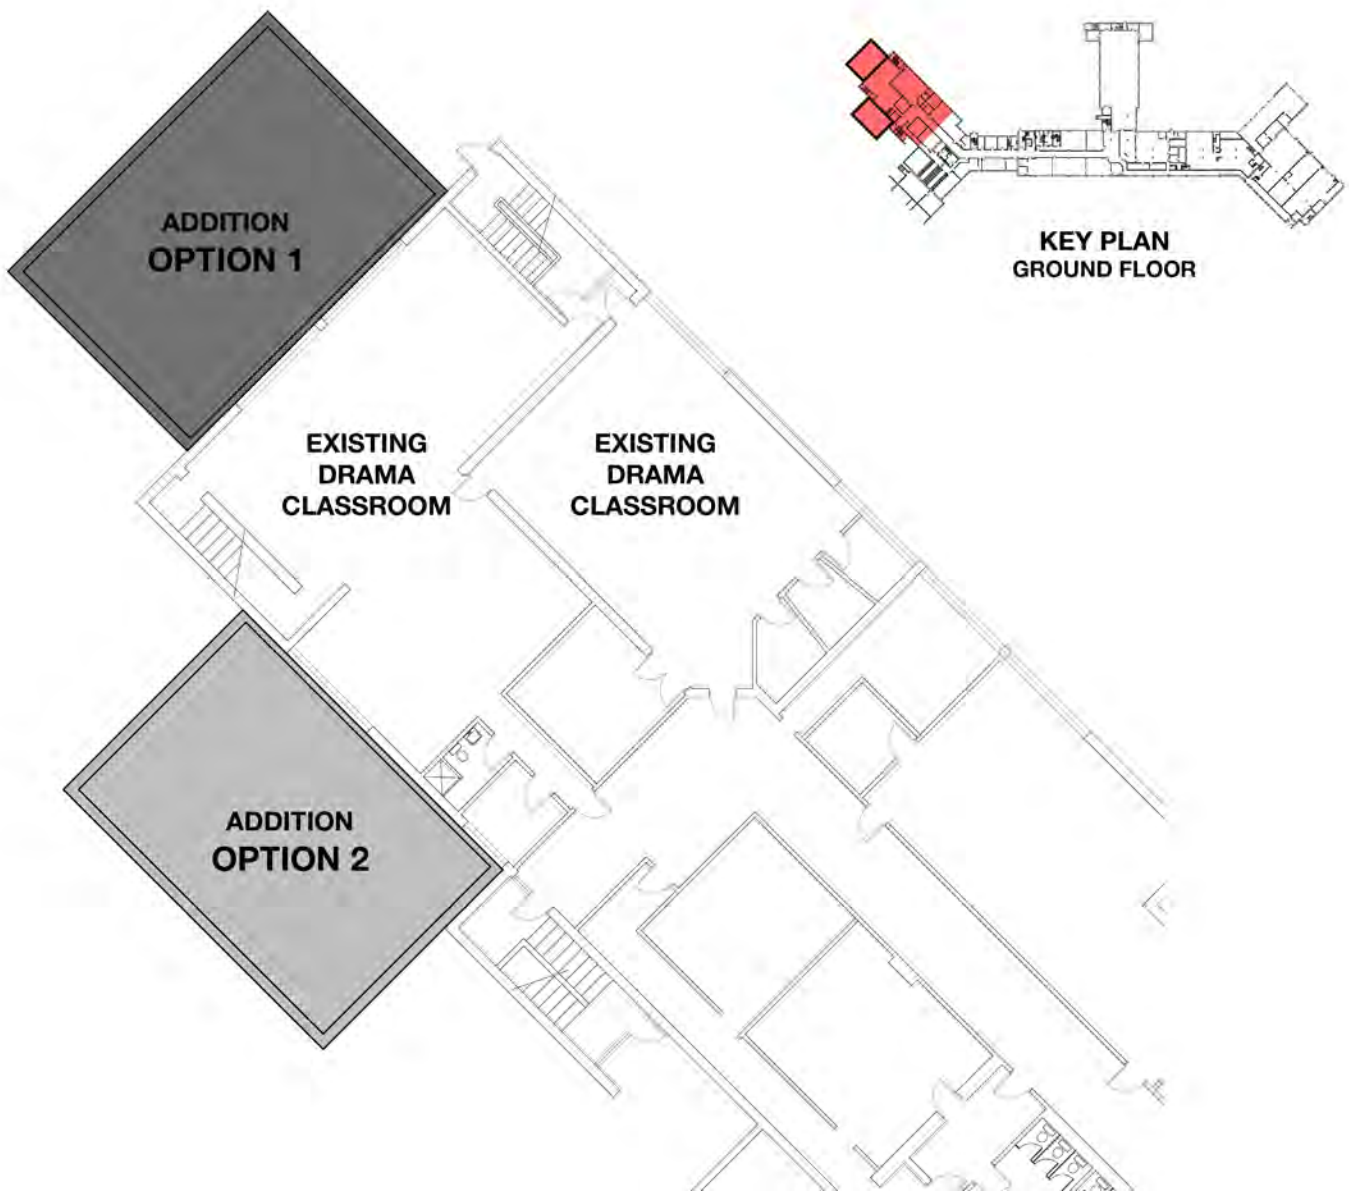 ADDITION
OPTION 1
KEY PLAN
GROUND FLOOR
EXISTING
DRAMA
CLASSROOM
EXISTING
DRAMA
CLASSROOM
ADDITION
OPTION 2